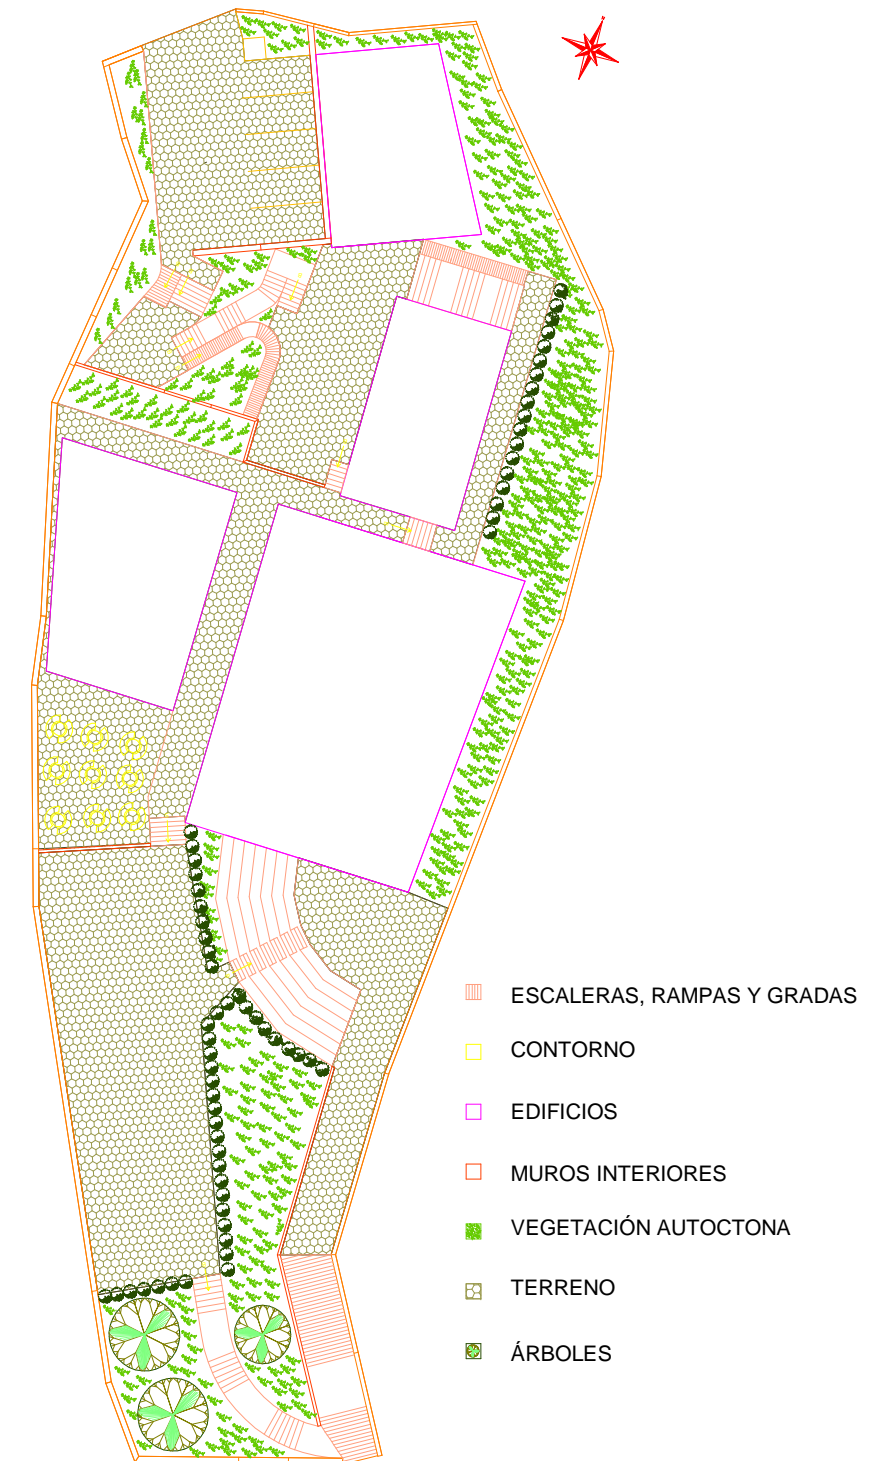 ESCALERAS, RAMPAS Y GRADAS
CONTORNO
EDIFICIOS
MUROS INTERIORES
VEGETACIÓN AUTOCTONA
TERRENO
ÁRBOLES